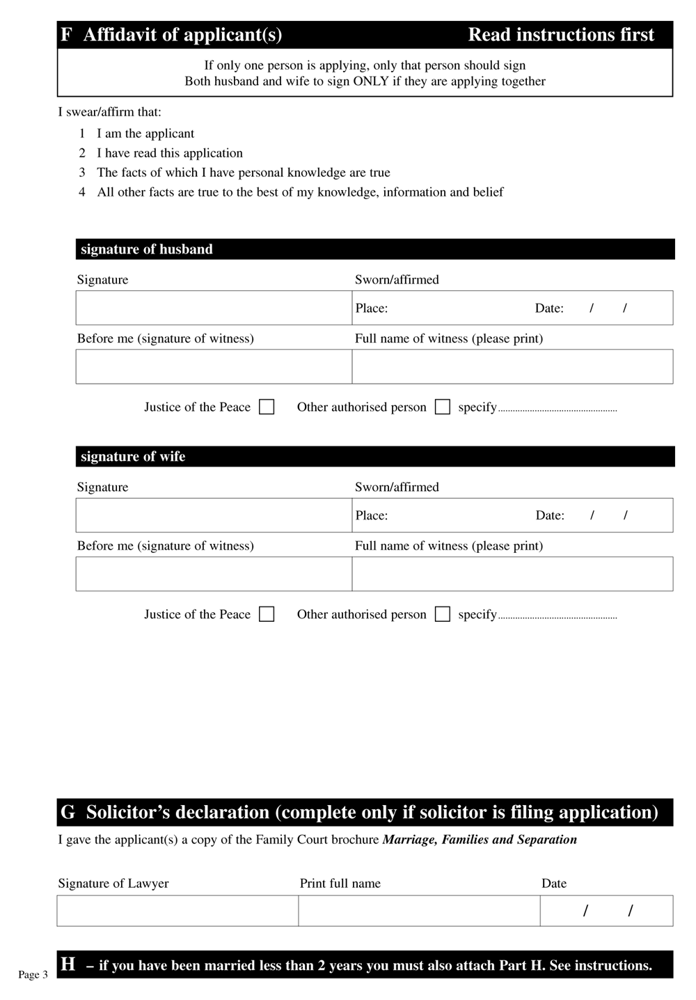 F Affidavit of applicant(s) Read instructions first
If only one person is applying, only that person should sign
Both husband and wife to sign ONLY if they are applying together
I swear/affirm that:
1 I am the applicant
2 I have read this application
3 The facts of which I have personal knowledge are true
4 All other facts are true to the best of my knowledge, information and belief
signature of husband
Signature Sworn/affirmed
Place: Date: / /
Before me (signature of witness) Full name of witness (please print)
Justice of the Peace Other authorised person specify.................................................
signature of wife
Signature Sworn/affirmed
Place: Date: / /
Before me (signature of witness) Full name of witness (please print)
Justice of the Peace Other authorised person specify.................................................
G Solicitor’s declaration (complete only if solicitor is filing application)
I gave the applicant(s) a copy of the Family Court brochure Marriage, Families and Separation
Signature of Lawyer Print full name Date
/ /
H – if you have been married less than 2 years you must also attach Part H. See instructions.
Page 3